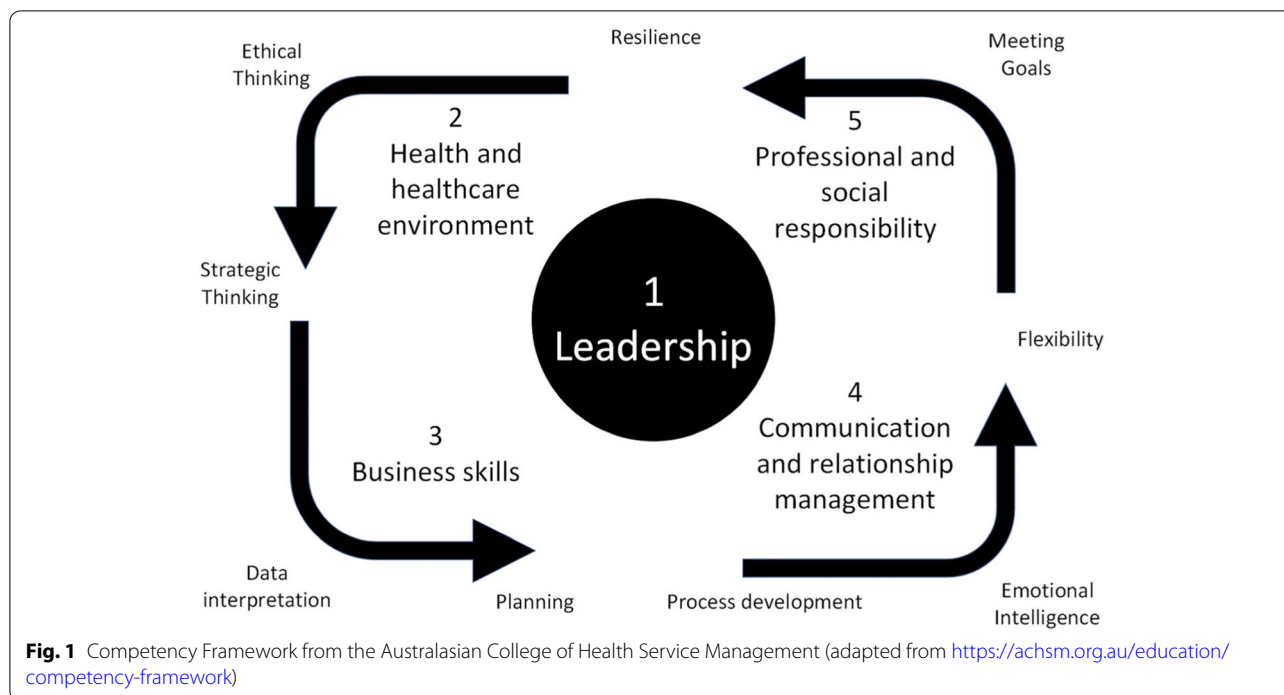 Resilience
Ethical
Thinking
Meeting
Goals
2
Health and
healthcare
environment
5
Professional and
social
responsibility
Strategic
Thinking
1
Leadership
Flexibility
3
Business skills
4
Communication
and relationship
management
Data
interpretation
Planning
Process development
Emotional
Intelligence
Fig. 1 Competency Framework from the Australasian College of Health Service Management (adapted from https://achsm.org.au/education/
competency-framework)